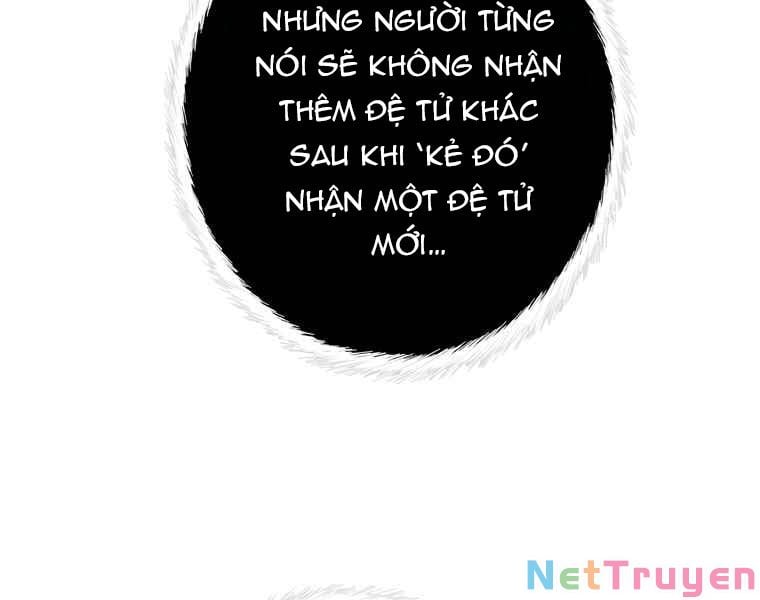 NHƯNG NGƯỜI TỪNG
NÓI SẼ KHÔNG NHẬN
THÊM ĐỆ TỬ KHÁC
SAU KHI ‘KẺ ĐÓ’
NHẬN MỘT ĐỆ TỬ
MỚI...
NetTruyen